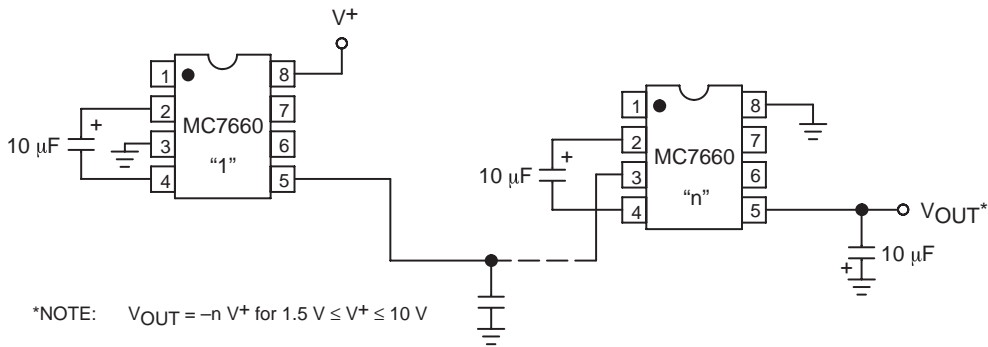 V+
1
2
3
4
8
7
6
5
MC7660
“1”
+
10 µF
1
2
3
4
8
7
6
5
MC7660
“n”
+
10 µF
VOUT*
+
10 µF
*NOTE: VOUT = –n V+ for 1.5 V ≤ V+ ≤ 10 V